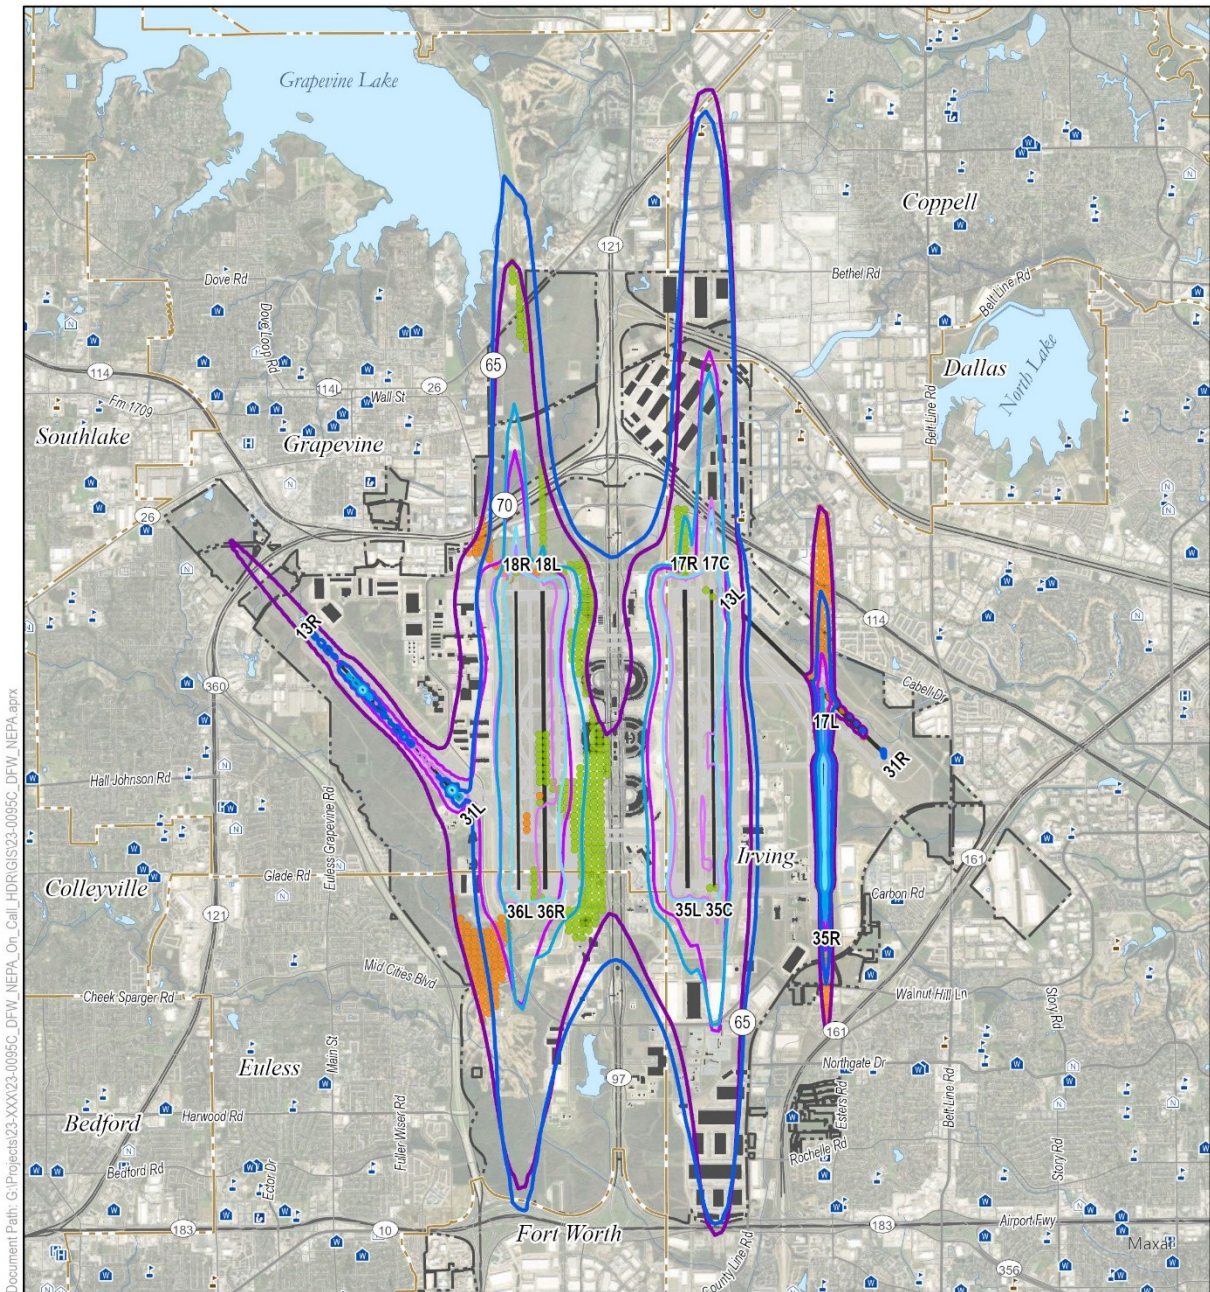 Grapevine Lake
Coppell
121
Bethel Rd
Belt Line Rd
Dove Rd
Dove Loop Rd
65
114
114L
26
Wall St
Fm 1709
Dallas
North Lake
Belt Line Rd
Southlake
Grapevine
26
70
18R 18L
17R 17C
13L
114
13R
Cabell Dr
360
17L
31R
Hall Johnson Rd
31L
Euless Grapevine Rd
Irving
161
Colleyville
Glade Rd
Carbon Rd
121
36L 36R
35L 35C
35R
Mid Cities Blvd
Cheek Sparger Rd
Walnut Hill Ln
Story Rd
65
161
Main St
Euless
Northgate Dr
97
Belt Line Rd
Esters Rd
Harwood Rd
Fuller Wiser Rd
Bedford
Rochelle Rd
Bedford Rd
Ector Dr
Story Rd
183
10
Fort Worth
183
Airport Fwy
County Line Rd
Maxar
356
Document Path: G:\Projects\23-XXX\23-0095C_DFW_NEPA_On_Call_HDR\GIS\23-0095C_DFW_NEPA.aprx